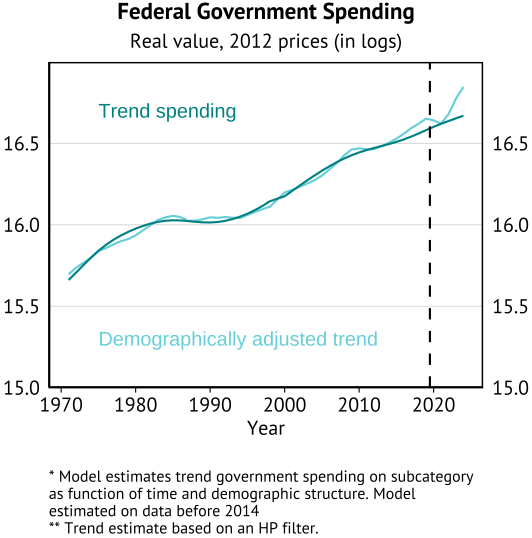 Federal Government Spending
Real value, 2012 prices (in logs)
Trend spending
16.5 16.5
16.0 16.0
15.5 15.5
Demographically adjusted trend
15.0 15.0
1970 1980 1990 2000 2010 2020
Year
* Model estimates trend government spending on subcategory
as function of time and demographic structure. Model
estimated on data before 2014
** Trend estimate based on an HP filter.